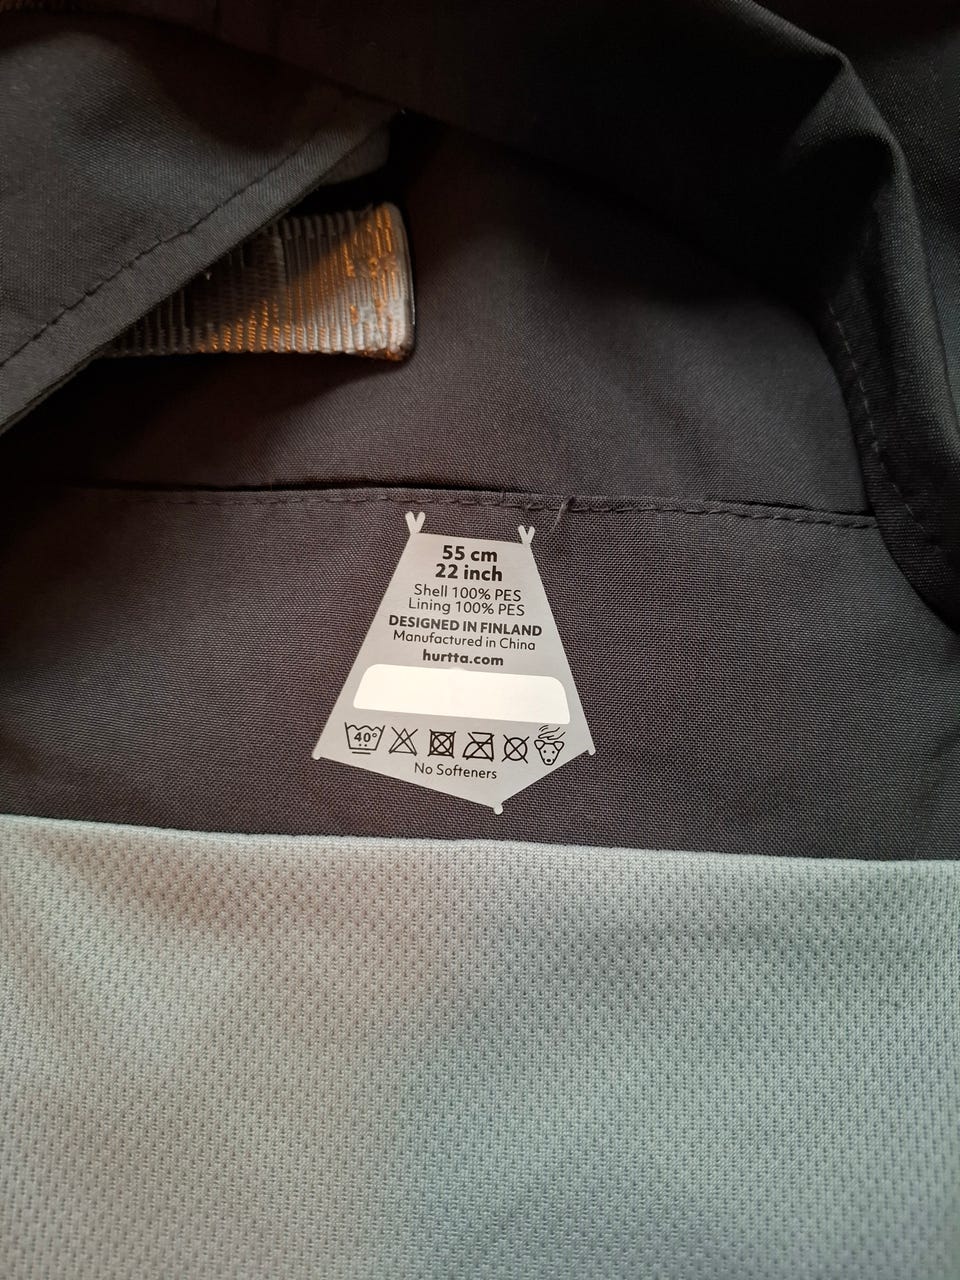 55 cm
22 inch
Shell 100% PES
Lining 100% PES
DESIGNED IN FINLAND
Manufactured in China
hurtta.com
40°
No Softeners